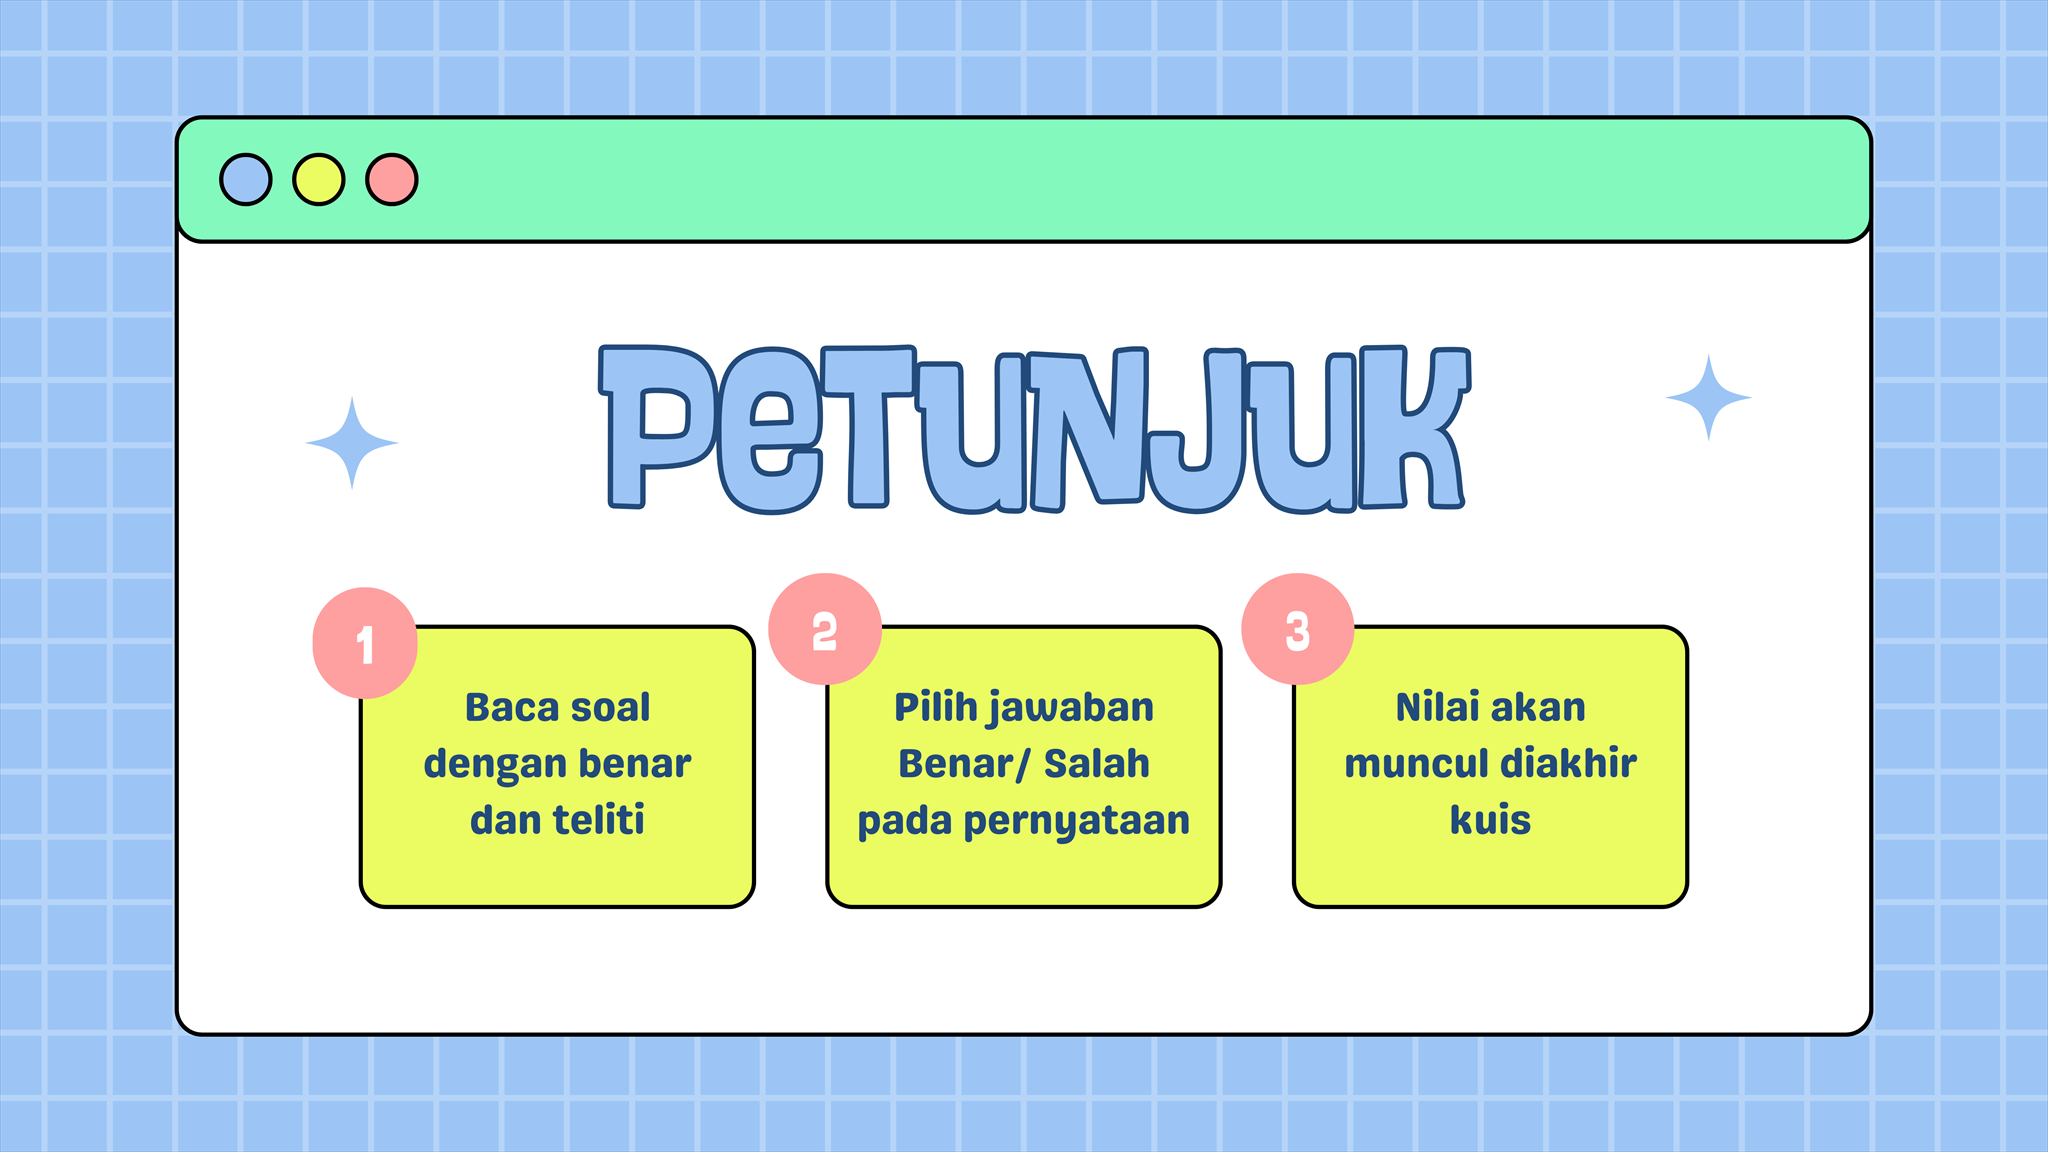 PETUNJUK
1
Baca soal
dengan benar
dan teliti
2
Pilih jawaban
Benar/ Salah
pada pernyataan
3
Nilai akan
muncul diakhir
kuis